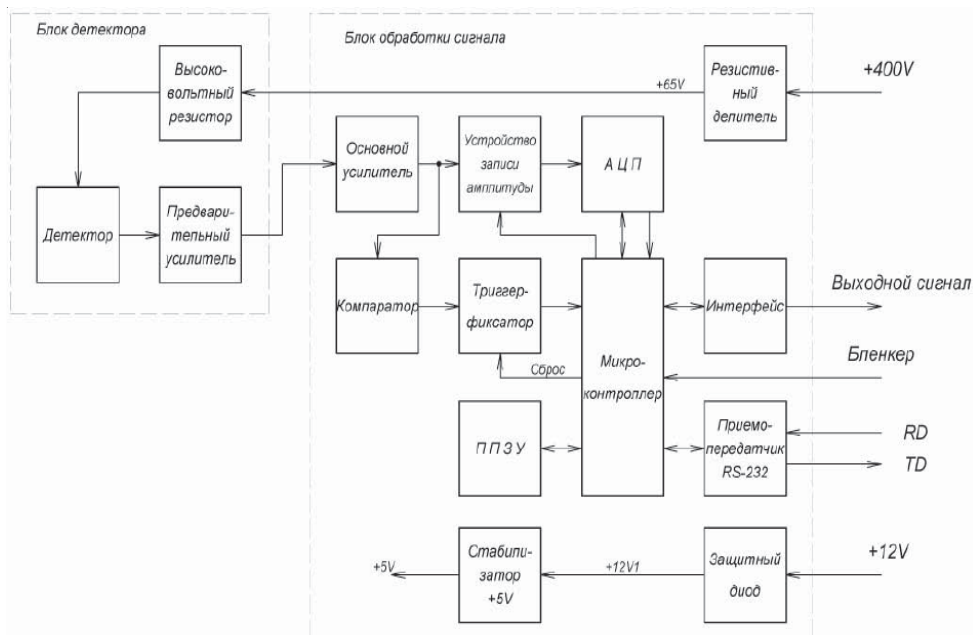 Блок детектора
Блок обработки сигнала
Высоко-
вольтный
резистор
+65V
Резистив-
ный
делитель
+400V
Основной
усилитель
Устройство
записи
амплитуды
А Ц П
Детектор
Предвари-
тельный
усилитель
Компаратор
Триггер-
фиксатор
Сброс
Микро-
контроллер
Интерфейс
Выходной сигнал
Бленкер
П П З У
Приемо-
передатчик
RS-232
RD
TD
+5V
Стабили-
затор
+5V
+12V1
Защитный
диод
+12V